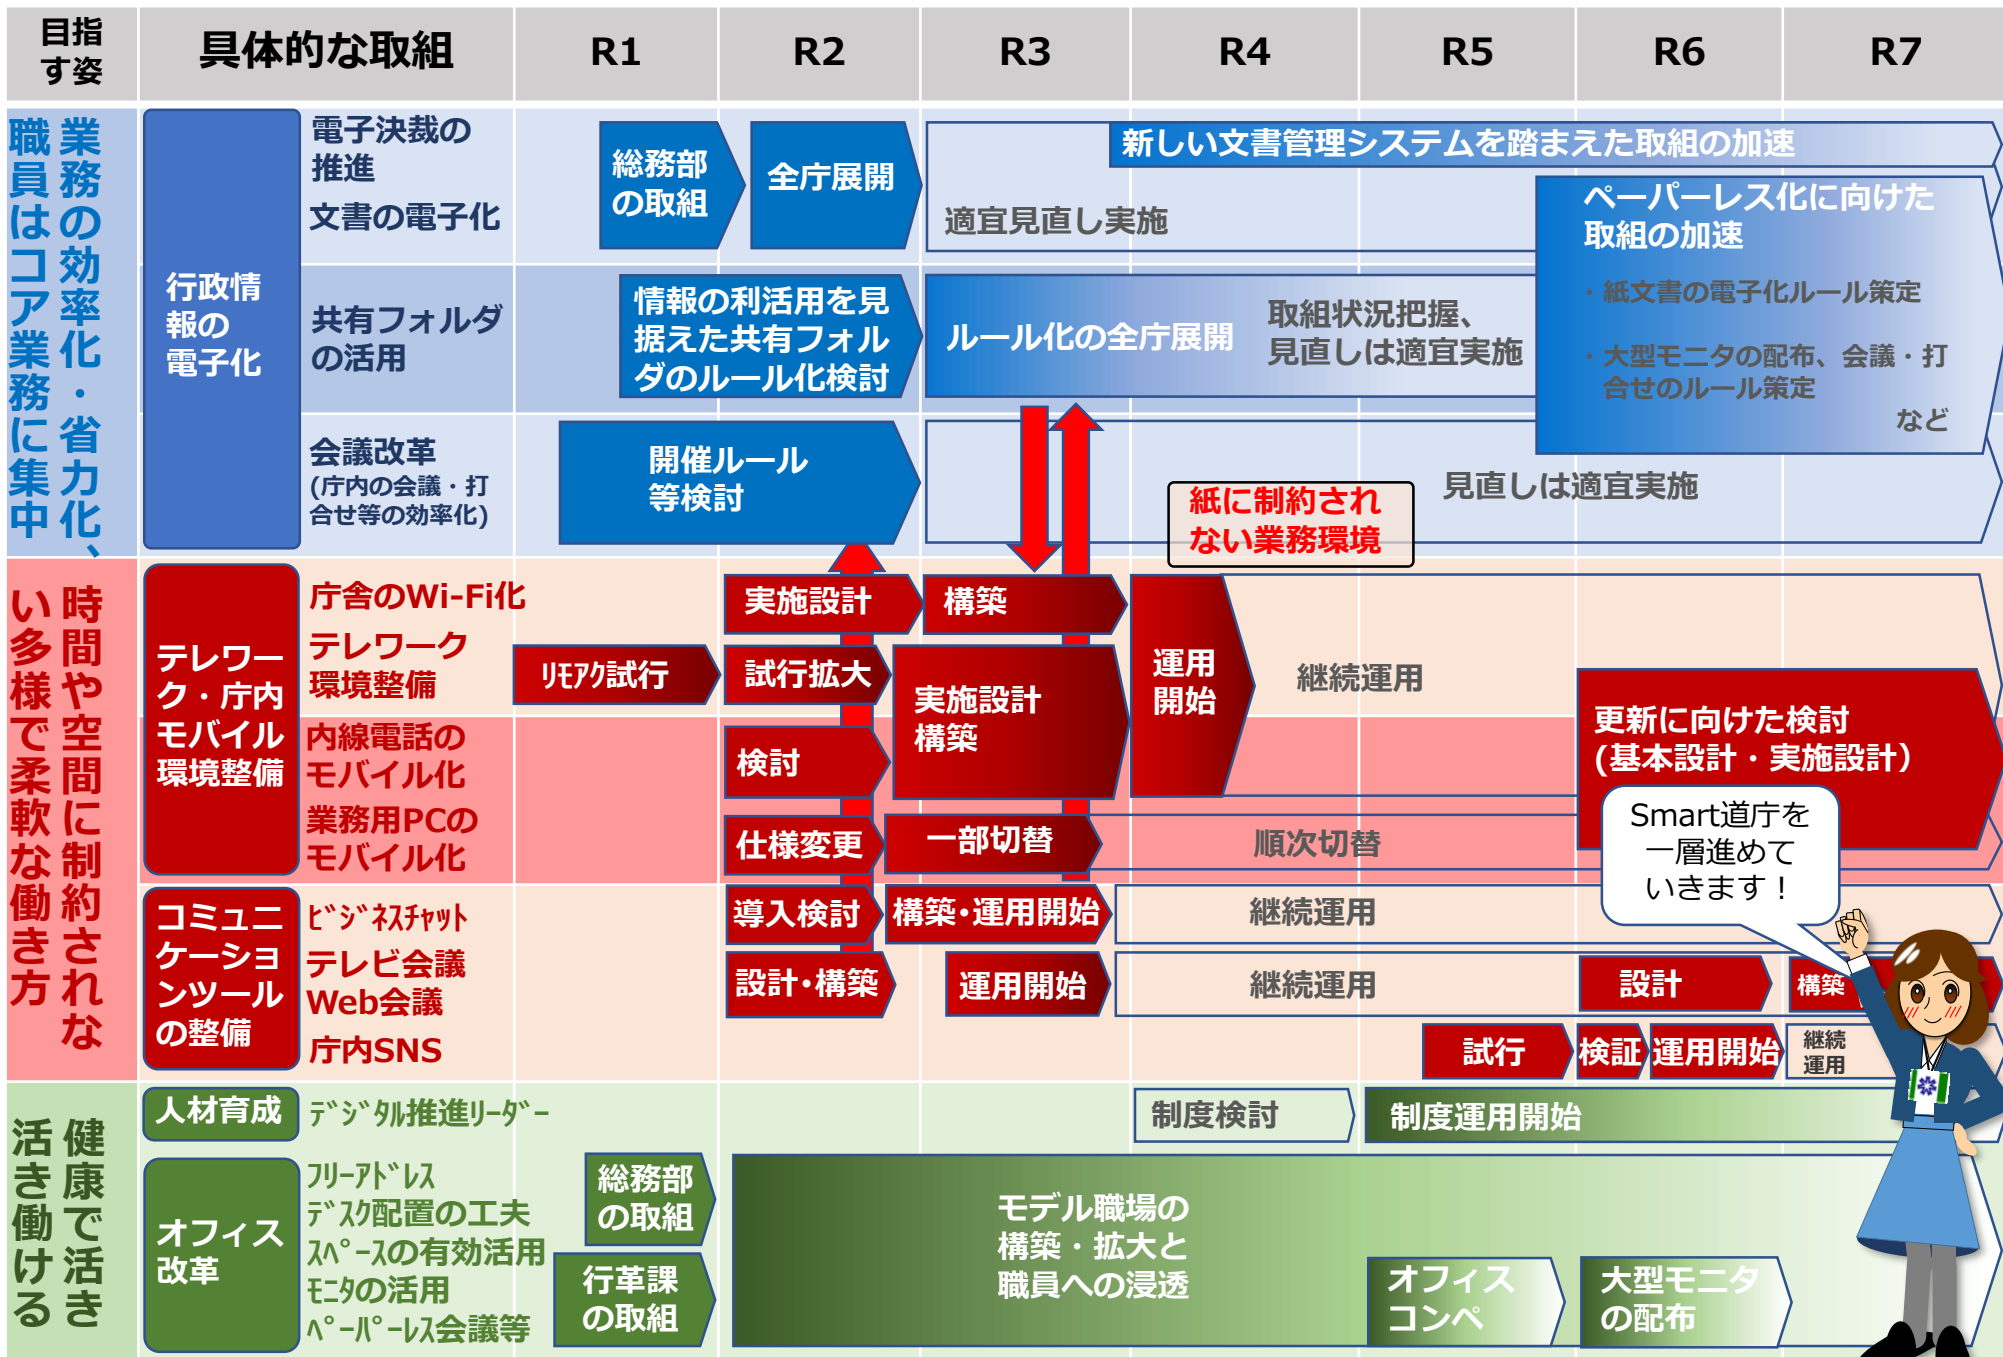 目指
す姿
具体的な取組
R1
R2
R3
R4
R5
R6
R7
業務の効率化・省力化、
職員はコア業務に集中
行政情
報の
電子化
電子決裁の
推進
文書の電子化
総務部
の取組
全庁展開
新しい文書管理システムを踏まえた取組の加速
適宜見直し実施
ペーパーレス化に向けた
取組の加速
・紙文書の電子化ルール策定
・大型モニタの配布、会議・打
合せのルール策定
など
共有フォルダ
の活用
情報の利活用を見
据えた共有フォル
ダのルール化検討
ルール化の全庁展開
取組状況把握、
見直しは適宜実施
会議改革
(庁内の会議・打
合せ等の効率化)
開催ルール
等検討
見直しは適宜実施
紙に制約され
ない業務環境
時間や空間に制約されな
い多様で柔軟な働き方
テレワー
ク・庁内
モバイル
環境整備
庁舎のWi-Fi化
実施設計
構築
テレワーク
環境整備
ﾘﾓｱｸ試行
試行拡大
実施設計
構築
運用
開始
継続運用
更新に向けた検討
(基本設計・実施設計)
内線電話の
モバイル化
検討
業務用PCの
モバイル化
仕様変更
一部切替
順次切替
Smart道庁を
一層進めて
いきます！
コミュニ
ケーショ
ンツール
の整備
ﾋﾞｼﾞﾈｽﾁｬｯﾄ
導入検討
構築・運用開始
継続運用
テレビ会議
Web会議
設計・構築
運用開始
継続運用
設計
構築
庁内SNS
試行
検証
運用開始
継続
運用
健康で活き
活き働ける
人材育成
ﾃﾞｼﾞﾀﾙ推進ﾘｰﾀﾞｰ
制度検討
制度運用開始
オフィス
改革
ﾌﾘｰｱﾄﾞﾚｽ
ﾃﾞｽｸ配置の工夫
ｽﾍﾟｰｽの有効活用
ﾓﾆﾀの活用
ﾍﾟｰﾊﾟｰﾚｽ会議等
総務部
の取組
行革課
の取組
モデル職場の
構築・拡大と
職員への浸透
オフィス
コンペ
大型モニタ
の配布